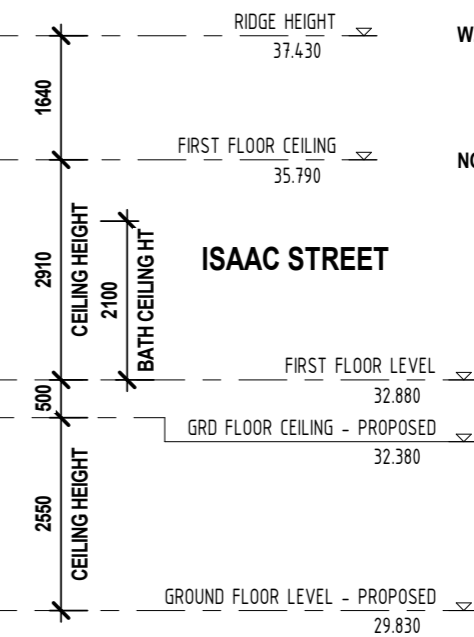 RIDGE HEIGHT
37.430
W
1640
FIRST FLOOR CEILING
35.790
NO
2910
CEILING HEIGHT
2100
BATH CEILING HT
ISAAC STREET
FIRST FLOOR LEVEL
32.880
500
GRD FLOOR CEILING - PROPOSED
32.380
2550
CEILING HEIGHT
GROUND FLOOR LEVEL - PROPOSED
29.830